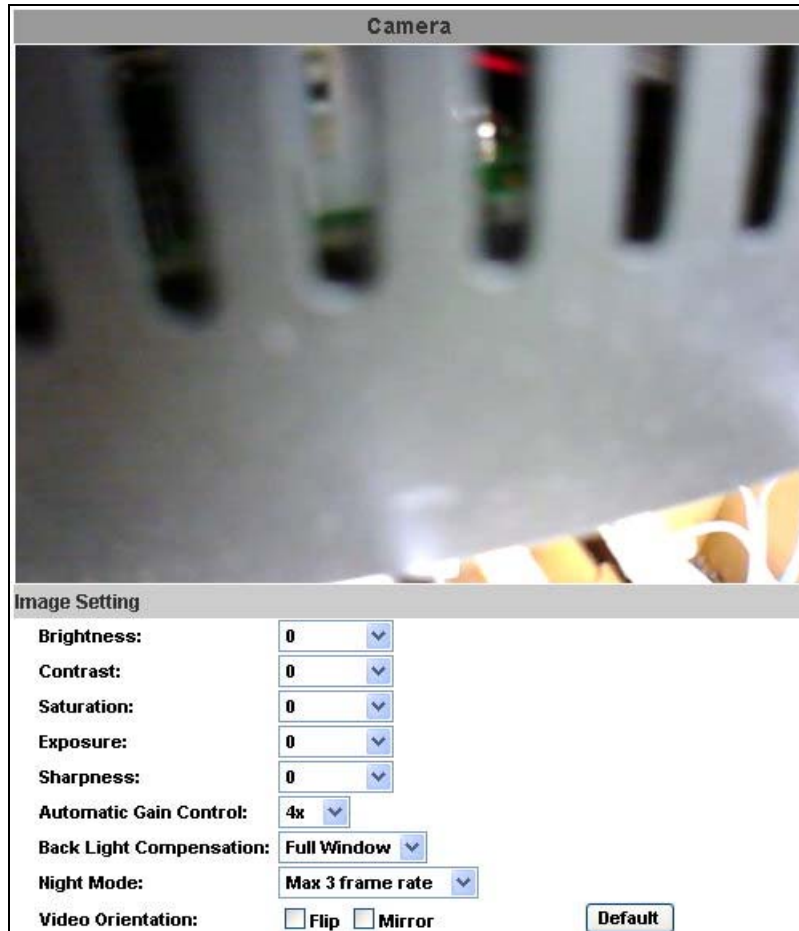 Camera
Image Setting
Brightness: 0
Contrast: 0
Saturation: 0
Exposure: 0
Sharpness: 0
Automatic Gain Control: 4x
Back Light Compensation: Full Window
Night Mode: Max 3 frame rate
Video Orientation: Flip Mirror Default